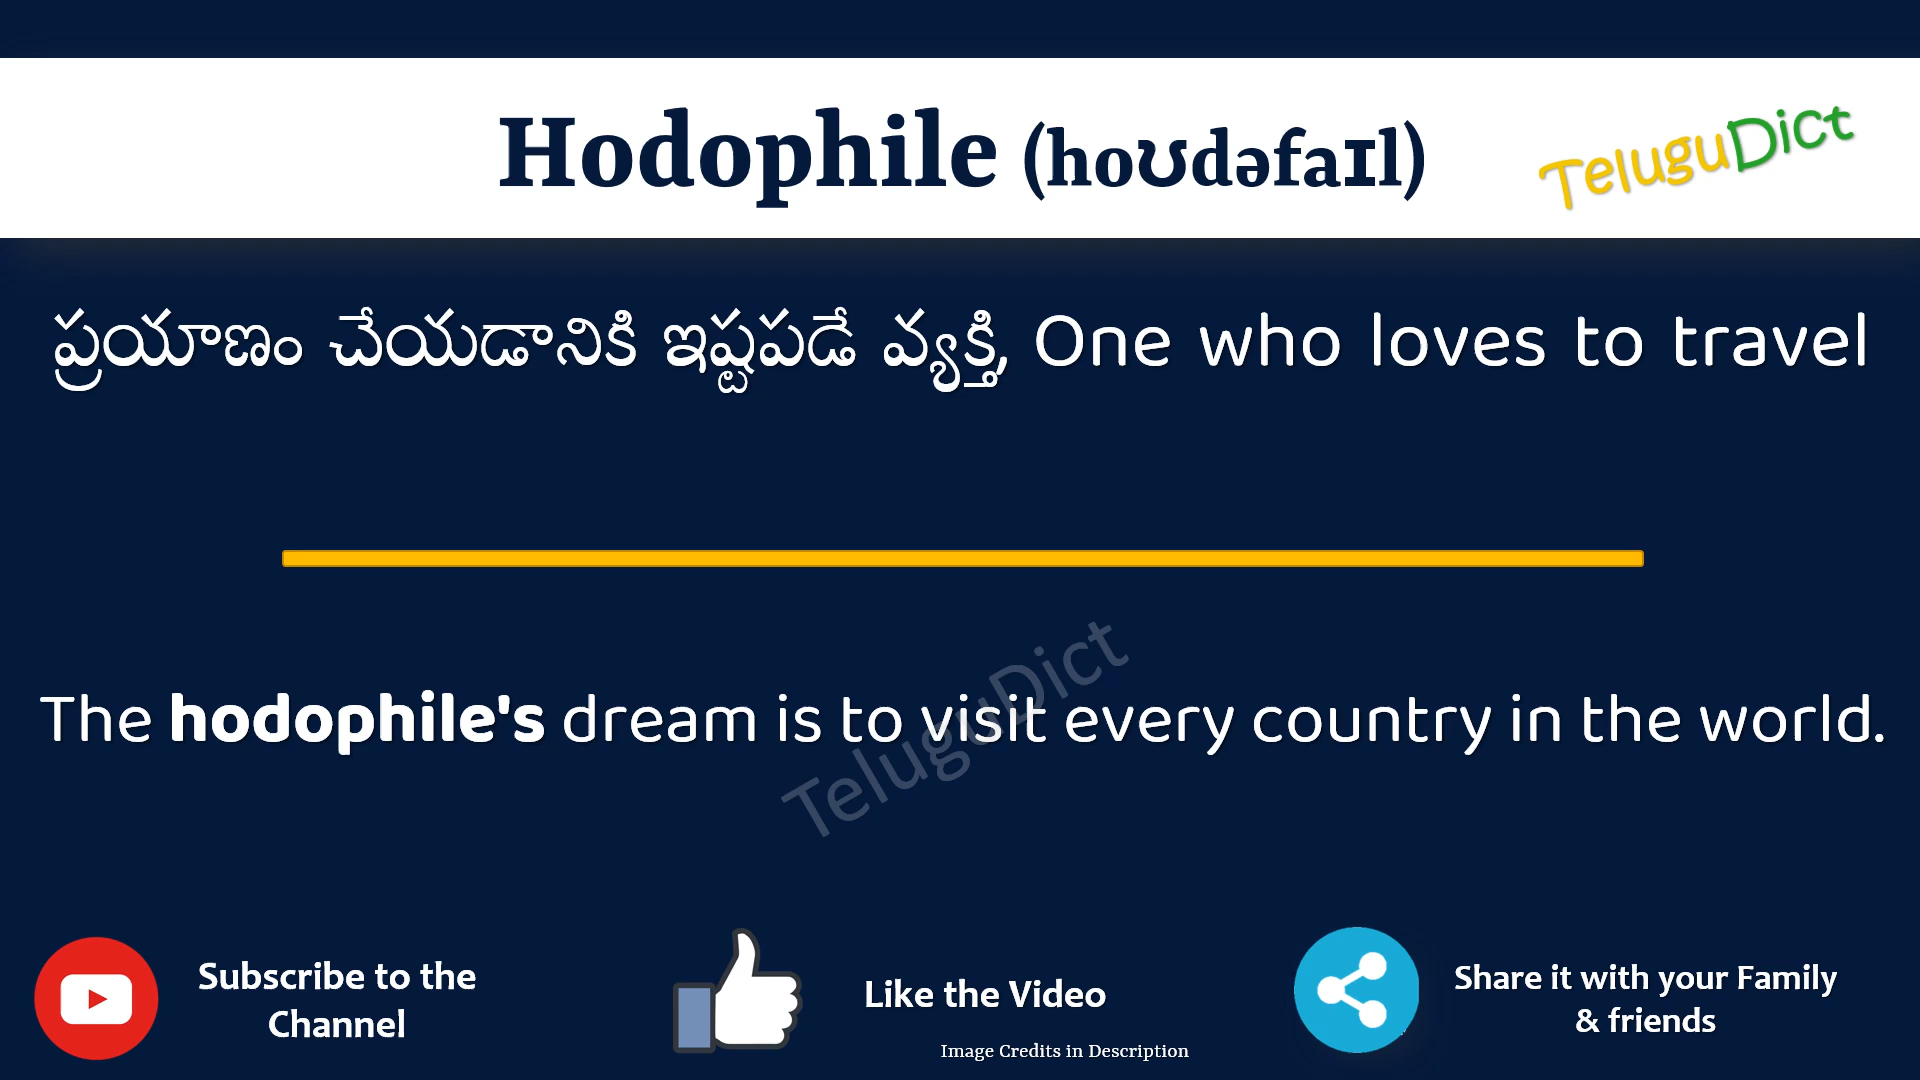 Hodophile (hoʊdəfaɪl)
TeluguDict
ప్రయాణం చేయడానికి ఇష్టపడే వ్యక్తి, One who loves to travel
The hodophile's dream is to visit every country in the world.
TeluguDict
Subscribe to the
Channel
Like the Video
Share it with your Family
& friends
Image Credits in Description